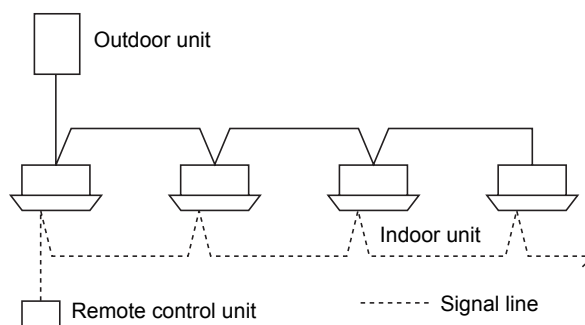 Outdoor unit
Indoor unit
Remote control unit
Signal line